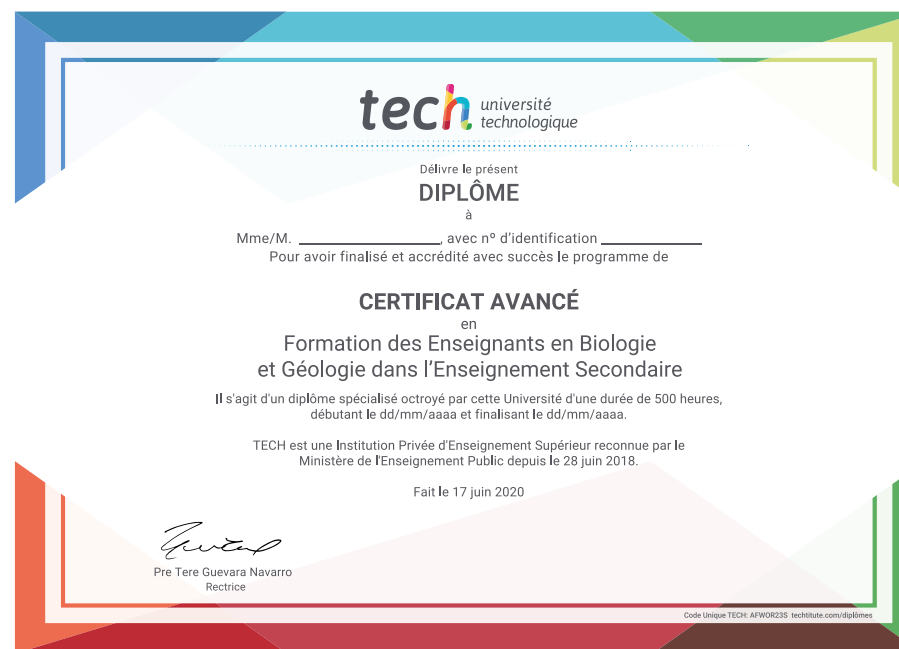 tech université
technologique
Délivre le présent
DIPLÔME
à
Mme/M. ____________________, avec nº d'identification ______________
Pour avoir finalisé et accrédité avec succès le programme de
CERTIFICAT AVANCÉ
en
Formation des Enseignants en Biologie
et Géologie dans l'Enseignement Secondaire
Il s'agit d'un diplôme spécialisé octroyé par cette Université d'une durée de 500 heures,
débutant le dd/mm/aaaa et finalisant le dd/mm/aaaa.
TECH est une Institution Privée d'Enseignement Supérieur reconnue par le
Ministère de l'Enseignement Public depuis le 28 juin 2018.
Fait le 17 juin 2020
Pre Tere Guevara Navarro
Rectrice
Code Unique TECH: AFWOR23S techtitute.com/diplômes